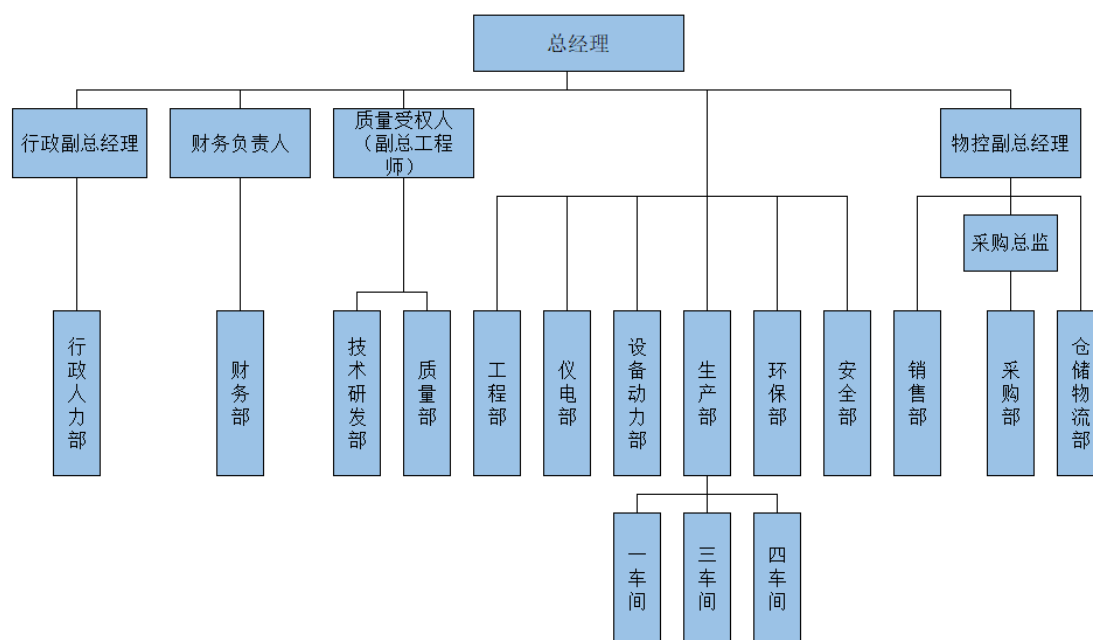 总经理
行政副总经理
财务负责人
质量受权人
（副总工程
师）
物控副总经理
采购总监
行政人力部
财务部
技术研发部
质量部
工程部
仪电部
设备动力部
生产部
环保部
安全部
销售部
采购部
仓储物流部
一车间
三车间
四车间